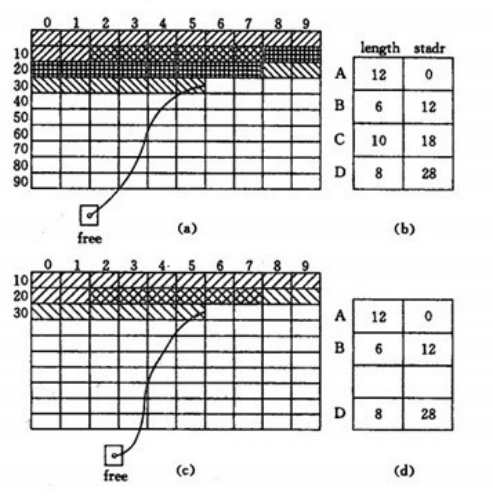 0 1 2 3 4 5 6 7 8 9
10
20
30
40
50
60
70
80
90
free
(a)
length stadr
A 12 0
B 6 12
C 10 18
D 8 28
(b)
0 1 2 3 4 5 6 7 8 9
10
20
30
free
(c)
A 12 0
B 6 12
D 8 28
(d)